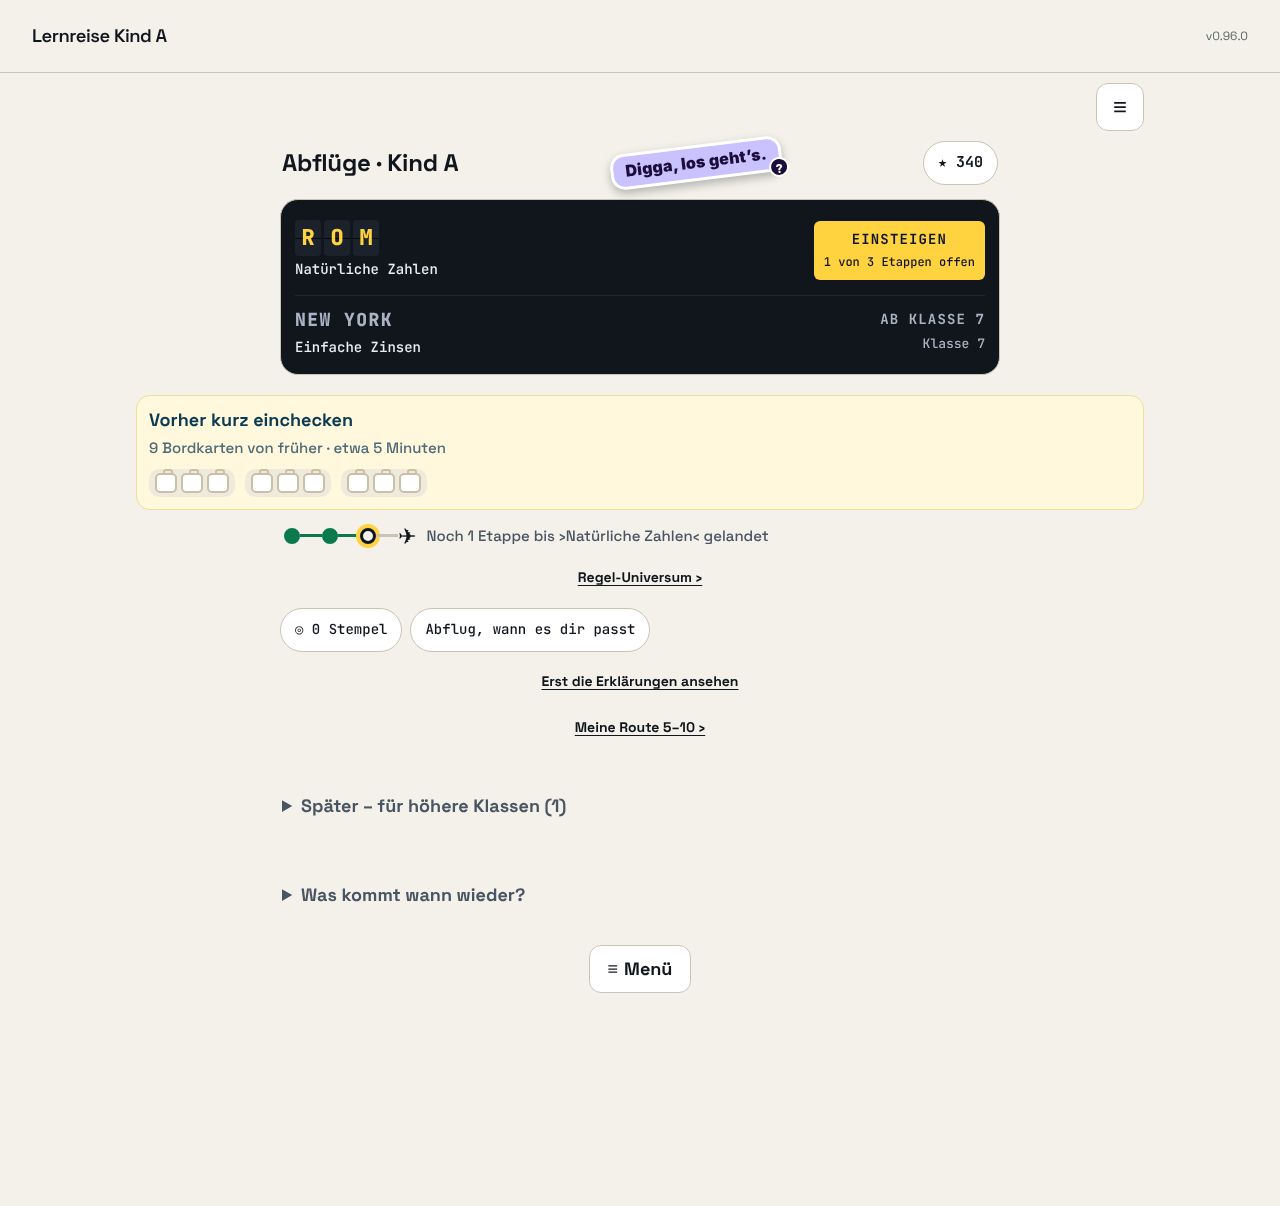 Lernreise Kind A
v0.96.0
≡
Abflüge · Kind A
Digga, los geht's.
?
★ 340
ROM
EINSTEIGEN
1 von 3 Etappen offen
Natürliche Zahlen
NEW YORK
AB KLASSE 7
Einfache Zinsen
Klasse 7
Vorher kurz einchecken
9 Bordkarten von früher · etwa 5 Minuten
Noch 1 Etappe bis ›Natürliche Zahlen‹ gelandet
Regel-Universum ›
◎ 0 Stempel
Abflug, wann es dir passt
Erst die Erklärungen ansehen
Meine Route 5–10 ›
▶ Später – für höhere Klassen (1)
▶ Was kommt wann wieder?
≡ Menü